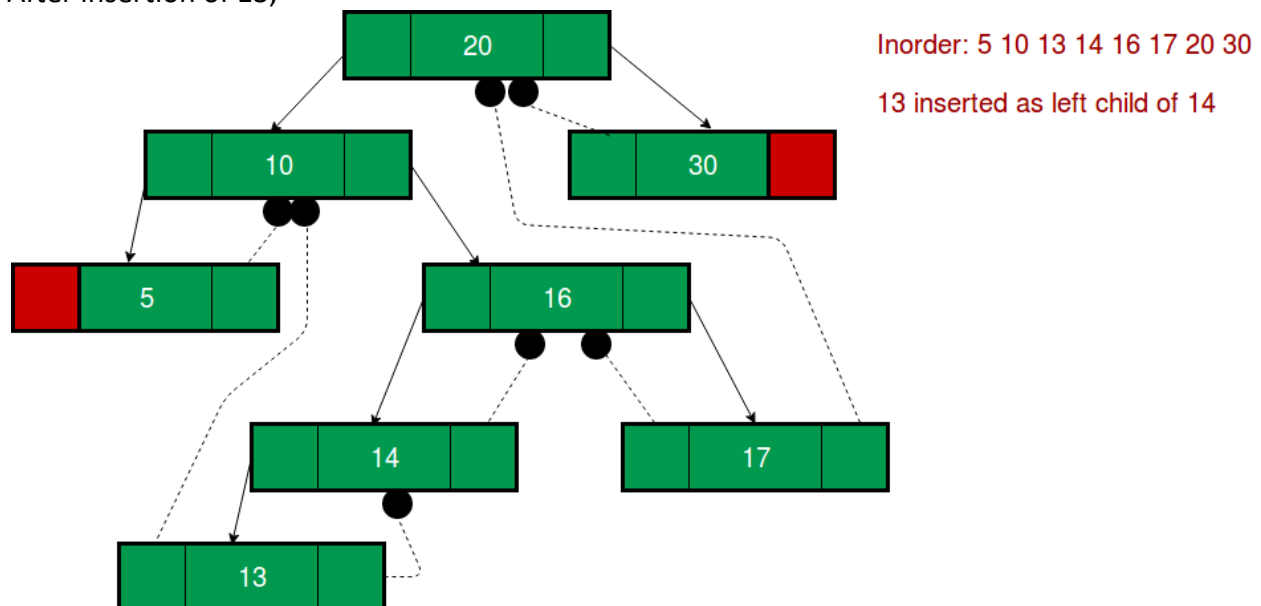 After insertion of 13,
20
Inorder: 5 10 13 14 16 17 20 30
13 inserted as left child of 14
10
30
5
16
14
17
13